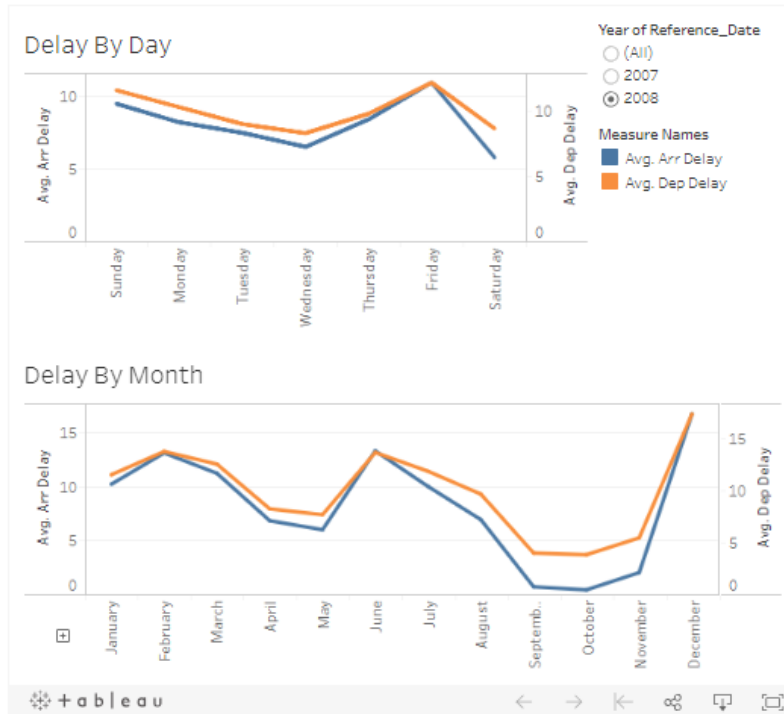 Delay By Day
Year of Reference_Date
(All)
2007
2008
Measure Names
Avg. Arr Delay
Avg. Dep Delay
Avg. Arr Delay
10
5
0
10
5
0
Avg. Dep Delay
Sunday
Monday
Tuesday
Wednesday
Thursday
Friday
Saturday
Delay By Month
Avg. Arr Delay
15
10
5
0
15
10
5
0
Avg. Dep Delay
January
February
March
April
May
June
July
August
Septemb..
October
November
December
+ a b l e a u